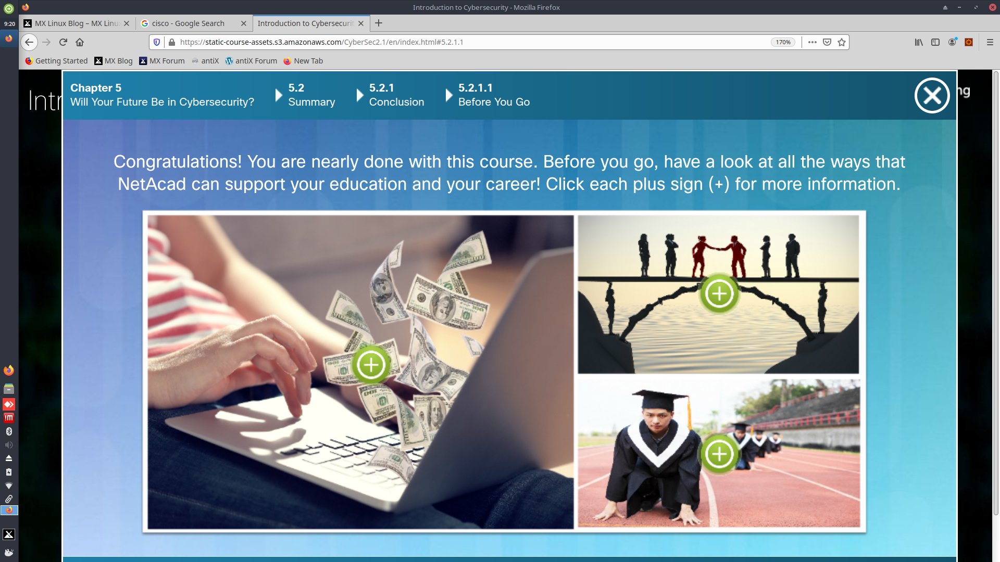 Introduction to Cybersecurity - Mozilla Firefox
9:20
MX Linux Blog – MX Linu
cisco - Google Search
Introduction to Cybersecurit
https://static-course-assets.s3.amazonaws.com/CyberSec2.1/en/index.html#5.2.1.1
170%
Getting Started
MX Blog
MX Forum
antiX
antiX Forum
New Tab
Intr
ng
Chapter 5
Will Your Future Be in Cybersecurity?
5.2
Summary
5.2.1
Conclusion
5.2.1.1
Before You Go
Congratulations! You are nearly done with this course. Before you go, have a look at all the ways that
NetAcad can support your education and your career! Click each plus sign (+) for more information.